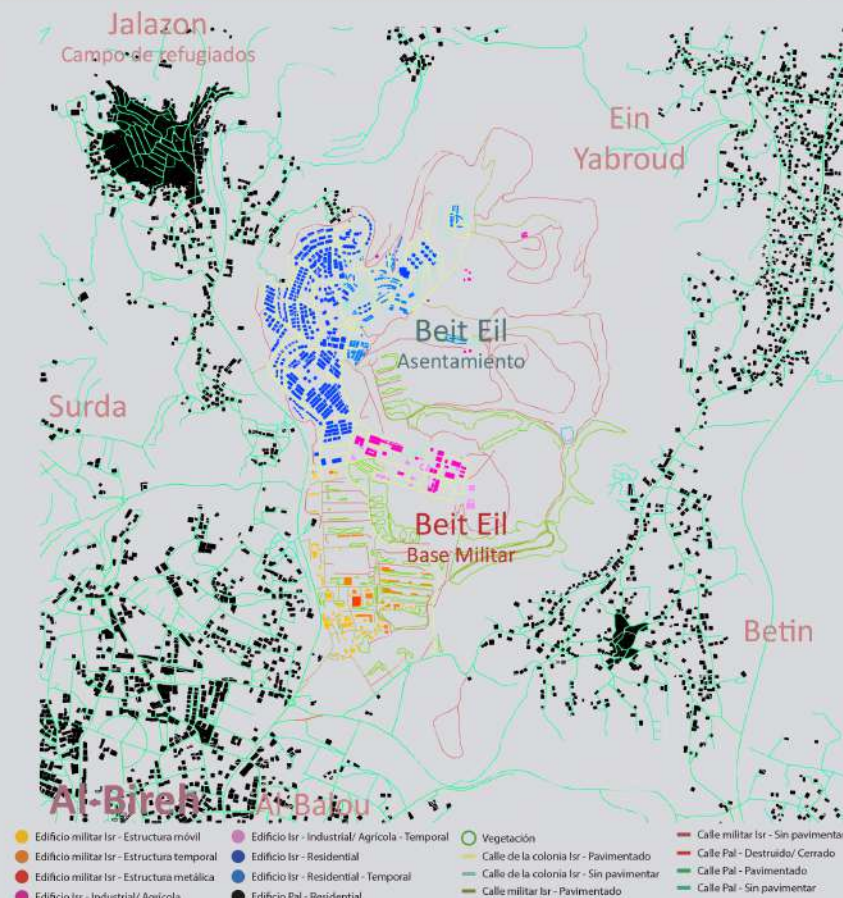 Jalazon
Campo de refugiados
Ein
Yabroud
Beit Eil
Asentamiento
Surda
Beit Eil
Base Militar
Betin
Al-Bireh
Al-Balou
Edificio militar Isr - Estructura móvil
Edificio militar Isr - Estructura temporal
Edificio militar Isr - Estructura metálica
Edificio Isr - Industrial/ Agrícola
Edificio Isr - Industrial/ Agrícola - Temporal
Edificio Isr - Residential
Edificio Isr - Residential - Temporal
Edificio Pal - Residential
Vegetación
Calle de la colonia Isr - Pavimentado
Calle de la colonia Isr - Sin pavimentar
Calle militar Isr - Pavimentado
Calle militar Isr - Sin pavimentar
Calle Pal - Destruido/ Cerrado
Calle Pal - Pavimentado
Calle Pal - Sin pavimentar